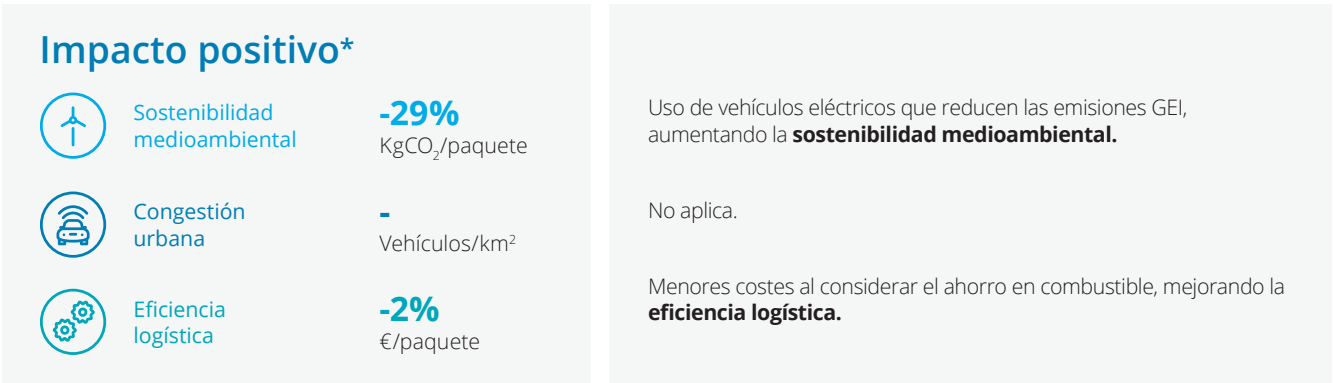 Impacto positivo*
Sostenibilidad
medioambiental
-29%
KgCO₂/paquete
Uso de vehículos eléctricos que reducen las emisiones GEI,
aumentando la sostenibilidad medioambiental.
Congestión
urbana
-
Vehículos/km²
No aplica.
Eficiencia
logística
-2%
€/paquete
Menores costes al considerar el ahorro en combustible, mejorando la
eficiencia logística.